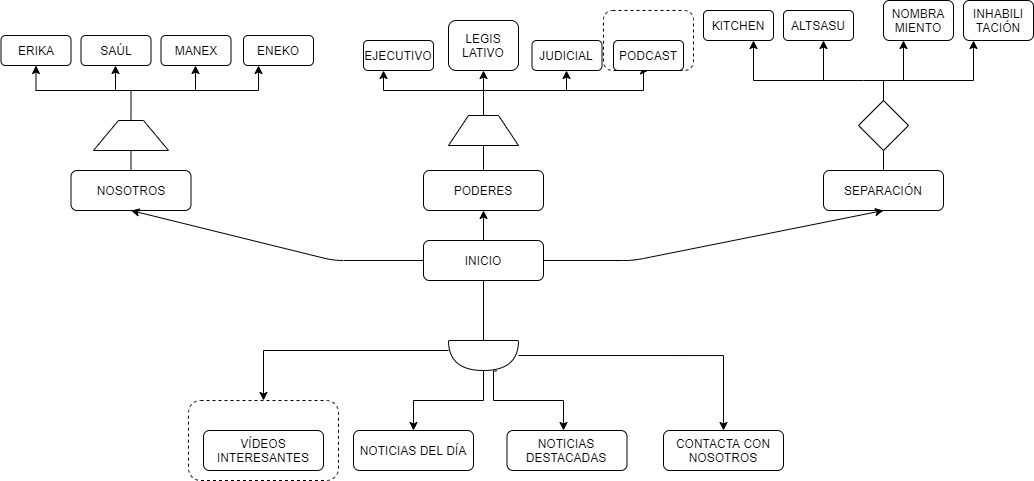 ERIKA
SAÚL
MANEX
ENEKO
EJECUTIVO
LEGIS
LATIVO
JUDICIAL
PODCAST
KITCHEN
ALTSASU
NOMBRA
MIENTO
INHABILI
TACIÓN
NOSOTROS
PODERES
SEPARACIÓN
INICIO
VÍDEOS
INTERESANTES
NOTICIAS DEL DÍA
NOTICIAS
DESTACADAS
CONTACTA CON
NOSOTROS